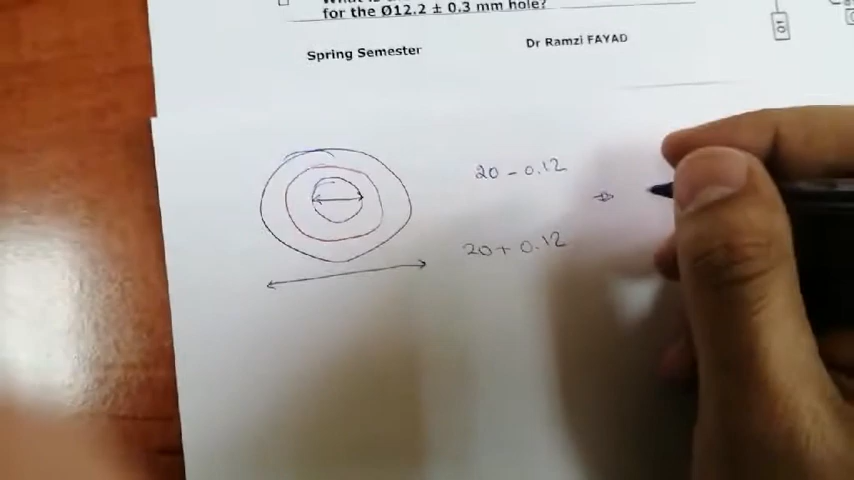 for the Ø12.2 ± 0.3 mm hole?
Spring Semester
Dr Ramzi FAYAD
20 - 0.12
20 + 0.12